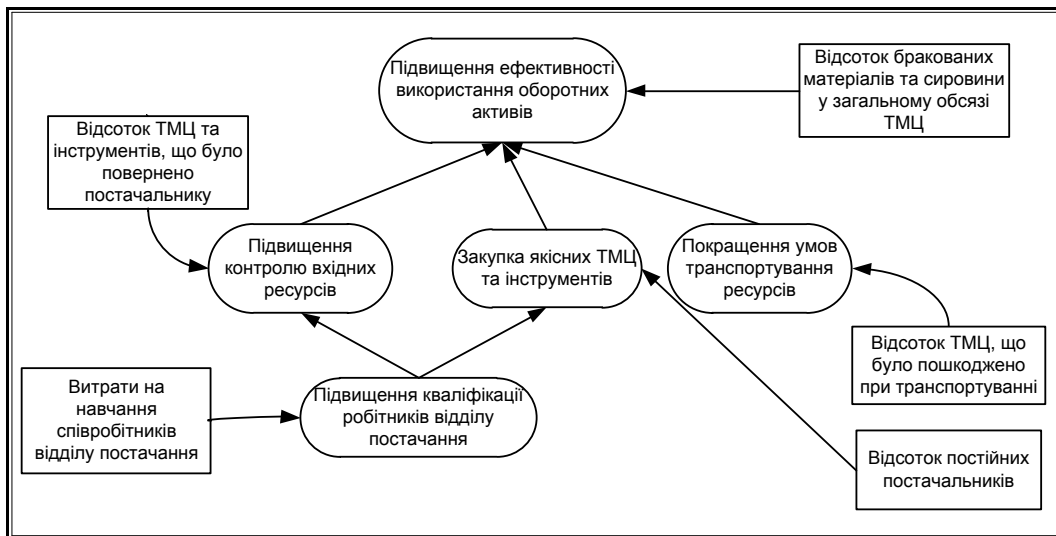 Підвищення ефективності
використання оборотних
активів
Відсоток бракованих
матеріалів та сировини
у загальному обсязі
ТМЦ
Відсоток ТМЦ та
інструментів, що було
повернено
постачальнику
Підвищення
контролю вхідних
ресурсів
Закупка якісних ТМЦ
та інструментів
Покращення умов
транспортування
ресурсів
Відсоток ТМЦ, що
було пошкоджено
при транспортуванні
Витрати на
навчання
співробітників
відділу постачання
Підвищення кваліфікації
робітників відділу
постачання
Відсоток постійних
постачальників